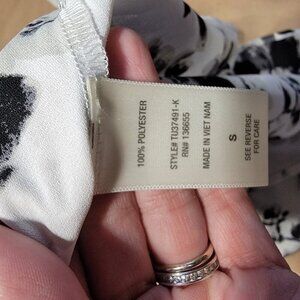 100% POLYESTER
STYLE# TU37491-K
RN# 136655
MADE IN VIET NAM
S
SEE REVERSE
FOR CARE